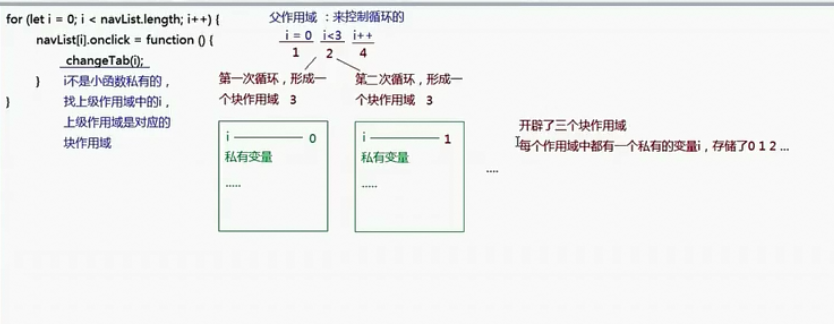 for (let i = 0; i < navList.length; i++) {
navList[i].onclick = function () {
changeTab(i);
}
}
i不是小函数私有的，
找上级作用域中的i，
上级作用域是对应的
块作用域
父作用域 ：来控制循环的
i = 0 i<3 i++
1 2 4
第一次循环，形成一
个块作用域 3
第二次循环，形成一
个块作用域 3
i 0
私有变量
.....
i 1
私有变量
.....
....
开辟了三个块作用域
每个作用域中都有一个私有的变量i，存储了0 1 2 ...